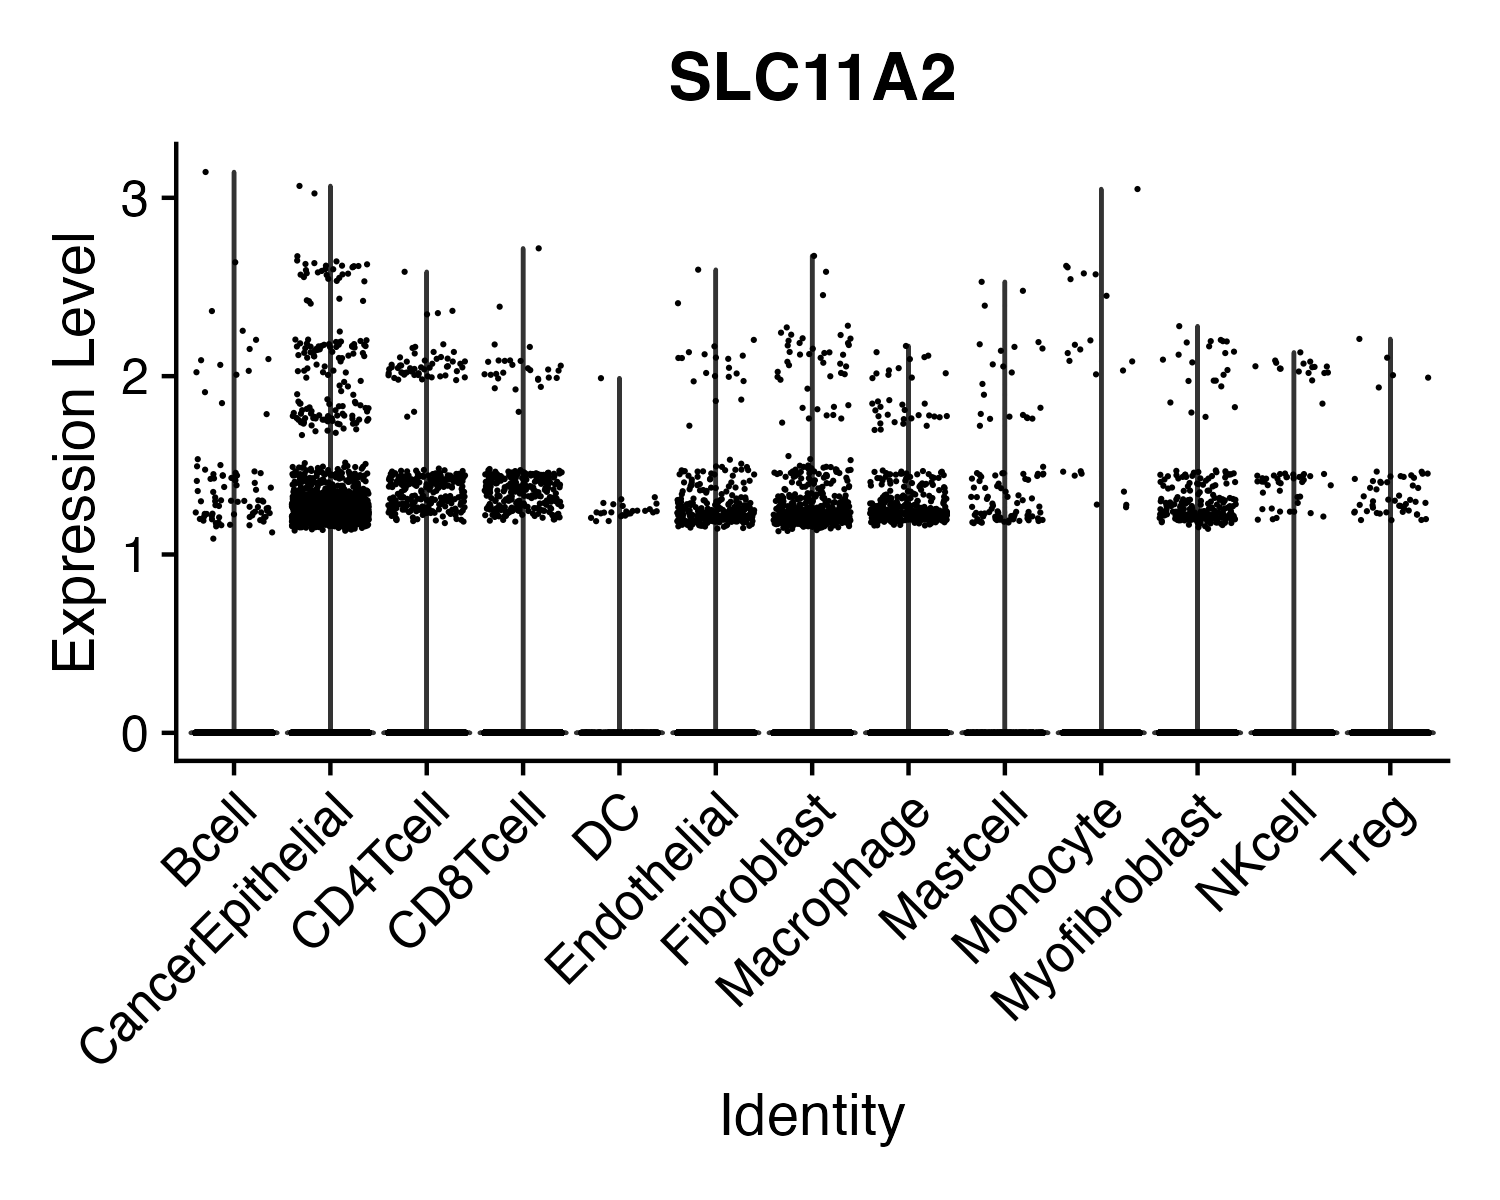 SLC11A2
Expression Level
3
2
1
0
Bcell
CancerEpithelial
CD4Tcell
CD8Tcell
DC
Endothelial
Fibroblast
Macrophage
Mastcell
Monocyte
Myofibroblast
NKcell
Treg
Identity